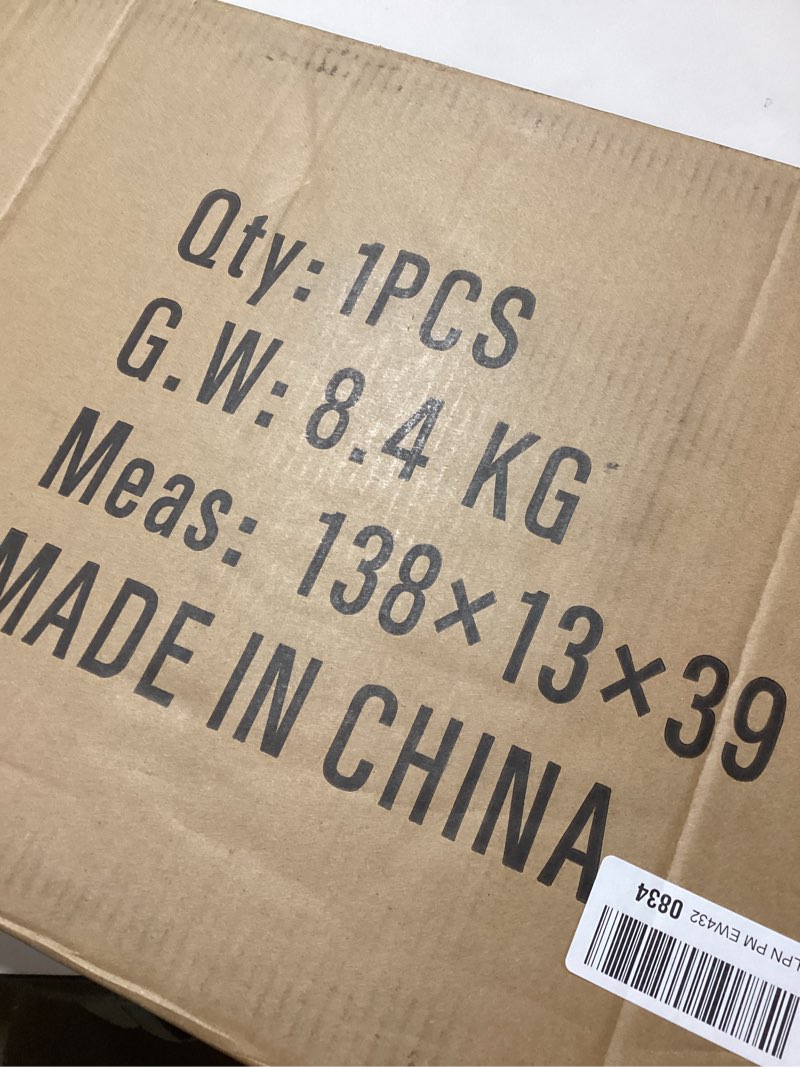 Qty: 1PCS
G.W: 8.4 KG
Meas: 138×13×39
MADE IN CHINA
LPN PM EW432 0834